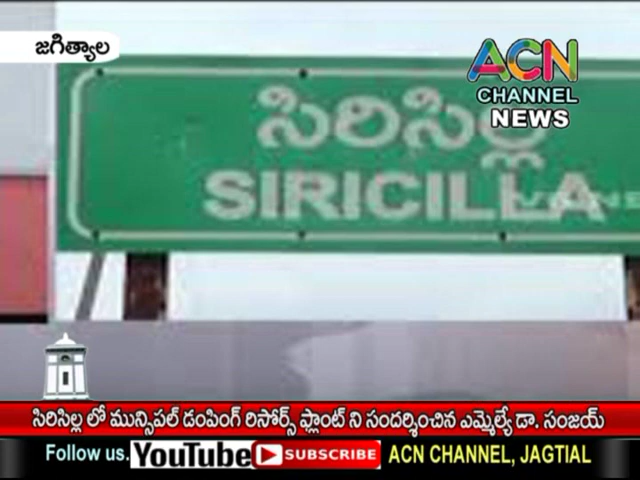 జగిత్యాల
ACN
CHANNEL
NEWS
సిరిసిల్ల
SIRICILLA
సిరిసిల్ల లో మున్సిపల్ డంపింగ్ రిసోర్స్ ప్లాంట్ ని సందర్శించిన ఎమ్మెల్యే డా. సంజయ్
Follow us. YouTube SUBSCRIBE ACN CHANNEL, JAGTIAL